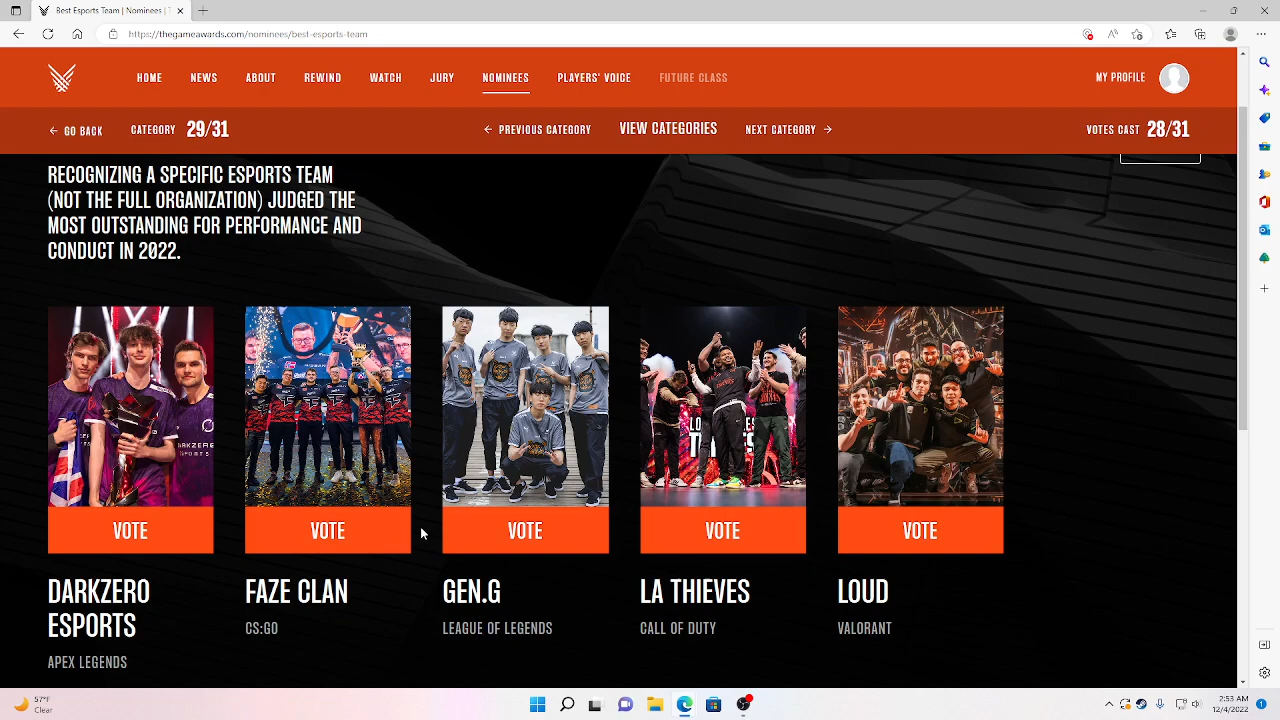 Best Esports Team | Nominees | Th
https://thegameawards.com/nominees/best-esports-team
HOME NEWS ABOUT REWIND WATCH JURY NOMINEES PLAYERS' VOICE FUTURE CLASS MY PROFILE
GO BACK CATEGORY 29/31 PREVIOUS CATEGORY VIEW CATEGORIES NEXT CATEGORY VOTES CAST 28/31
RECOGNIZING A SPECIFIC ESPORTS TEAM
(NOT THE FULL ORGANIZATION) JUDGED THE
MOST OUTSTANDING FOR PERFORMANCE AND
CONDUCT IN 2022.
VOTE VOTE VOTE VOTE VOTE
DARKZERO
ESPORTS
APEX LEGENDS
FAZE CLAN
CS:GO
GEN.G
LEAGUE OF LEGENDS
LA THIEVES
CALL OF DUTY
LOUD
VALORANT
57°F
Clear
2:53 AM
12/4/2022